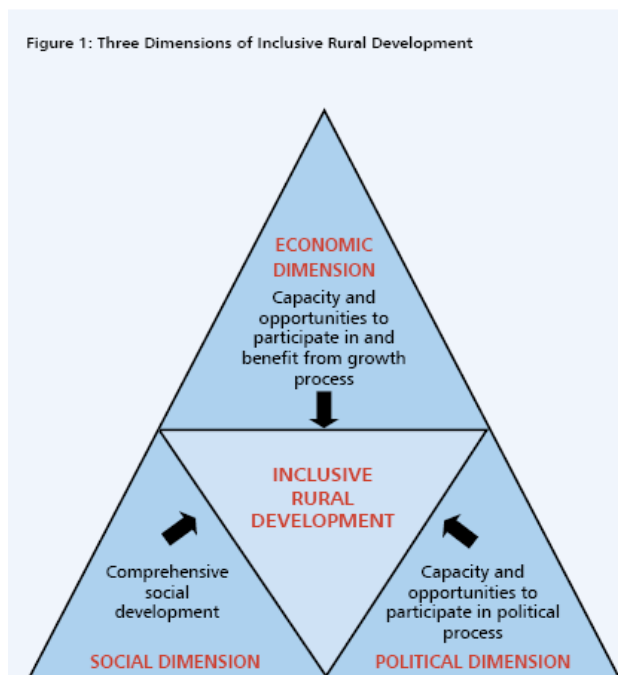 Figure 1: Three Dimensions of Inclusive Rural Development
ECONOMIC
DIMENSION
Capacity and
opportunities to
participate in and
benefit from growth
process
INCLUSIVE
RURAL
DEVELOPMENT
Comprehensive
social
development
SOCIAL DIMENSION
Capacity and
opportunities to
participate in political
process
POLITICAL DIMENSION